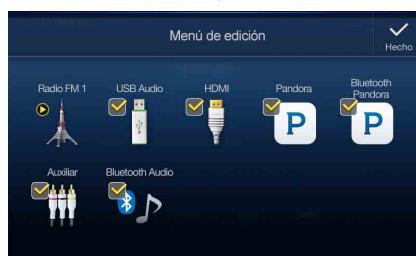 Menú de edición
Hecho
Radio FM 1
USB Audio
HDMI
Pandora
Bluetooth
Pandora
P
P
Auxiliar
Bluetooth Audio